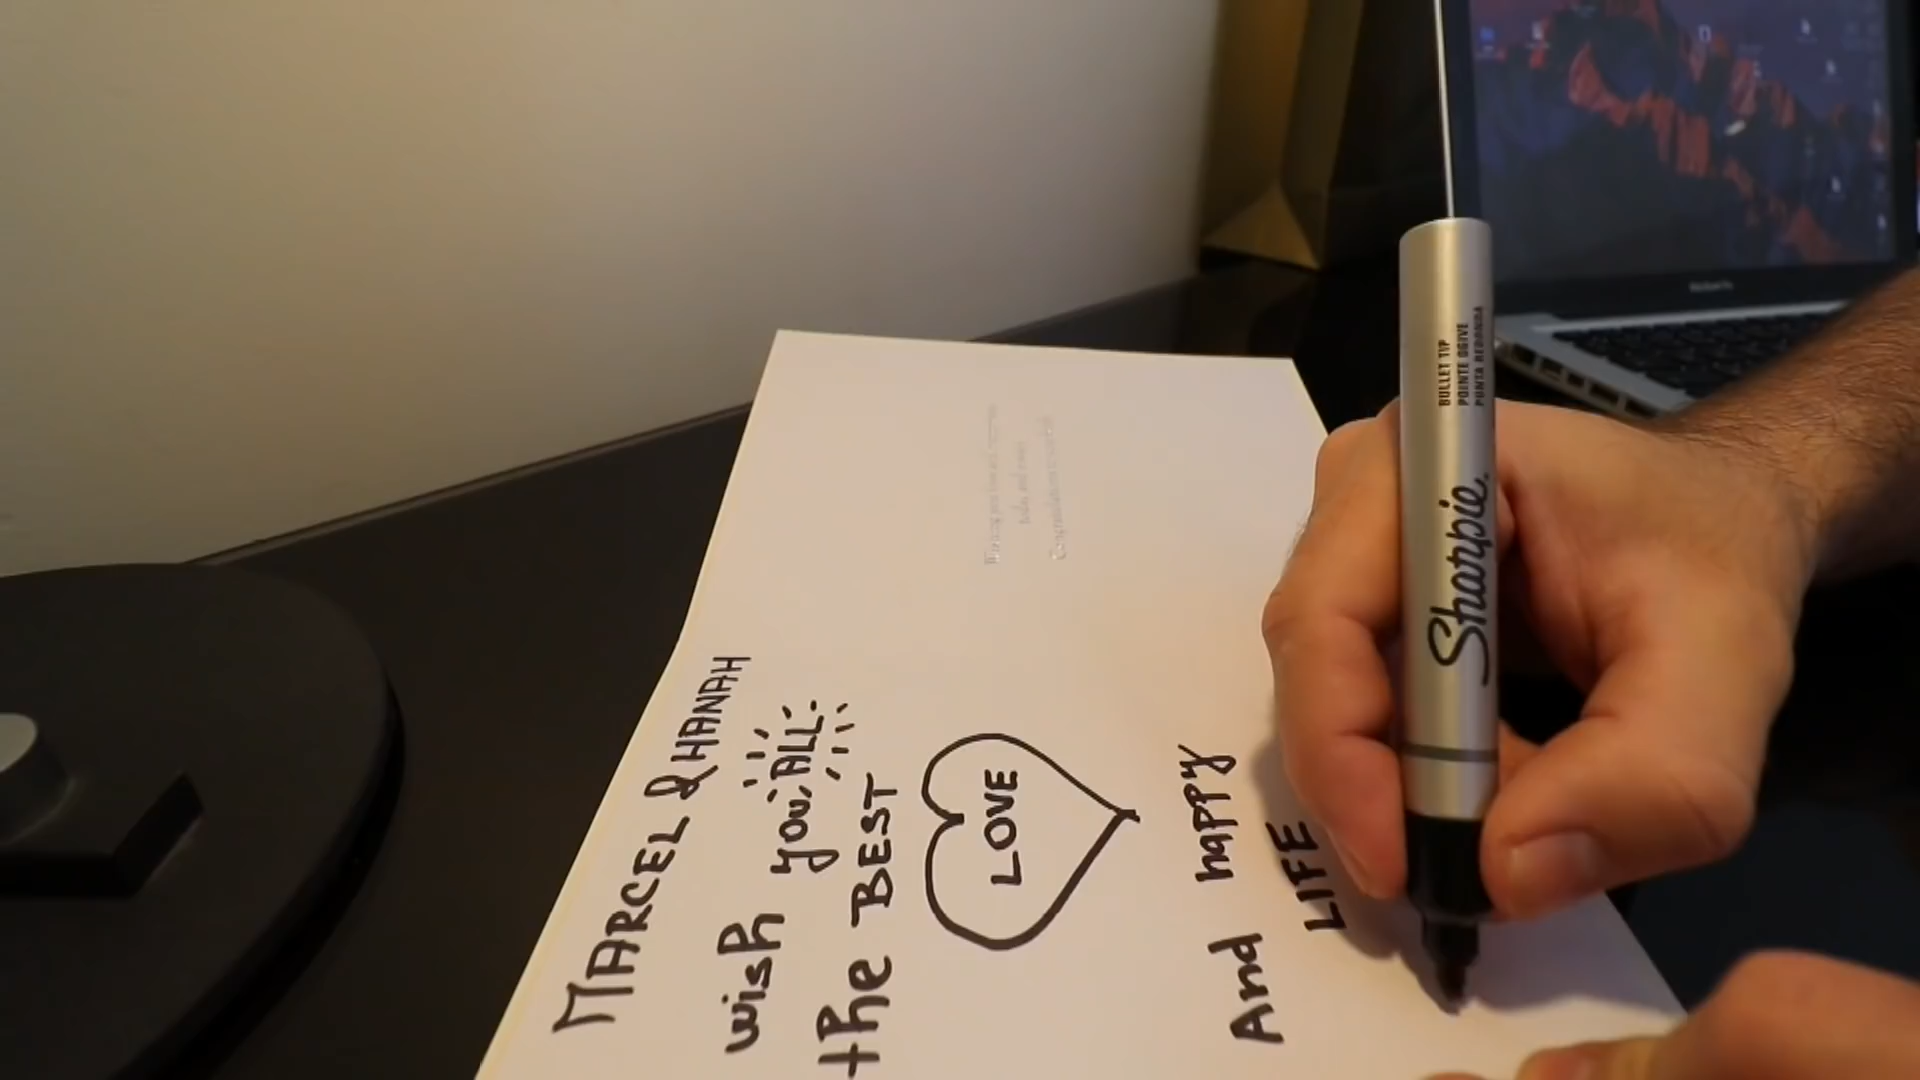 MARCEL & HANAH
wish you ALL
the BEST
LOVE
And happy
LIFE
Sharpie.
BULLET TIP
POINTE OGIVE
PUNTA REDONDA